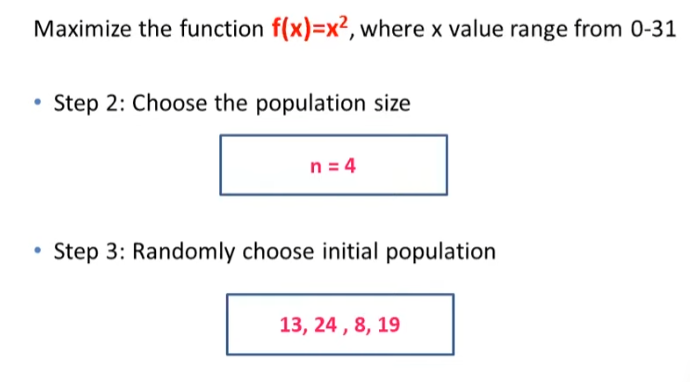 Maximize the function f(x)=x², where x value range from 0-31
• Step 2: Choose the population size
n = 4
• Step 3: Randomly choose initial population
13, 24 , 8, 19